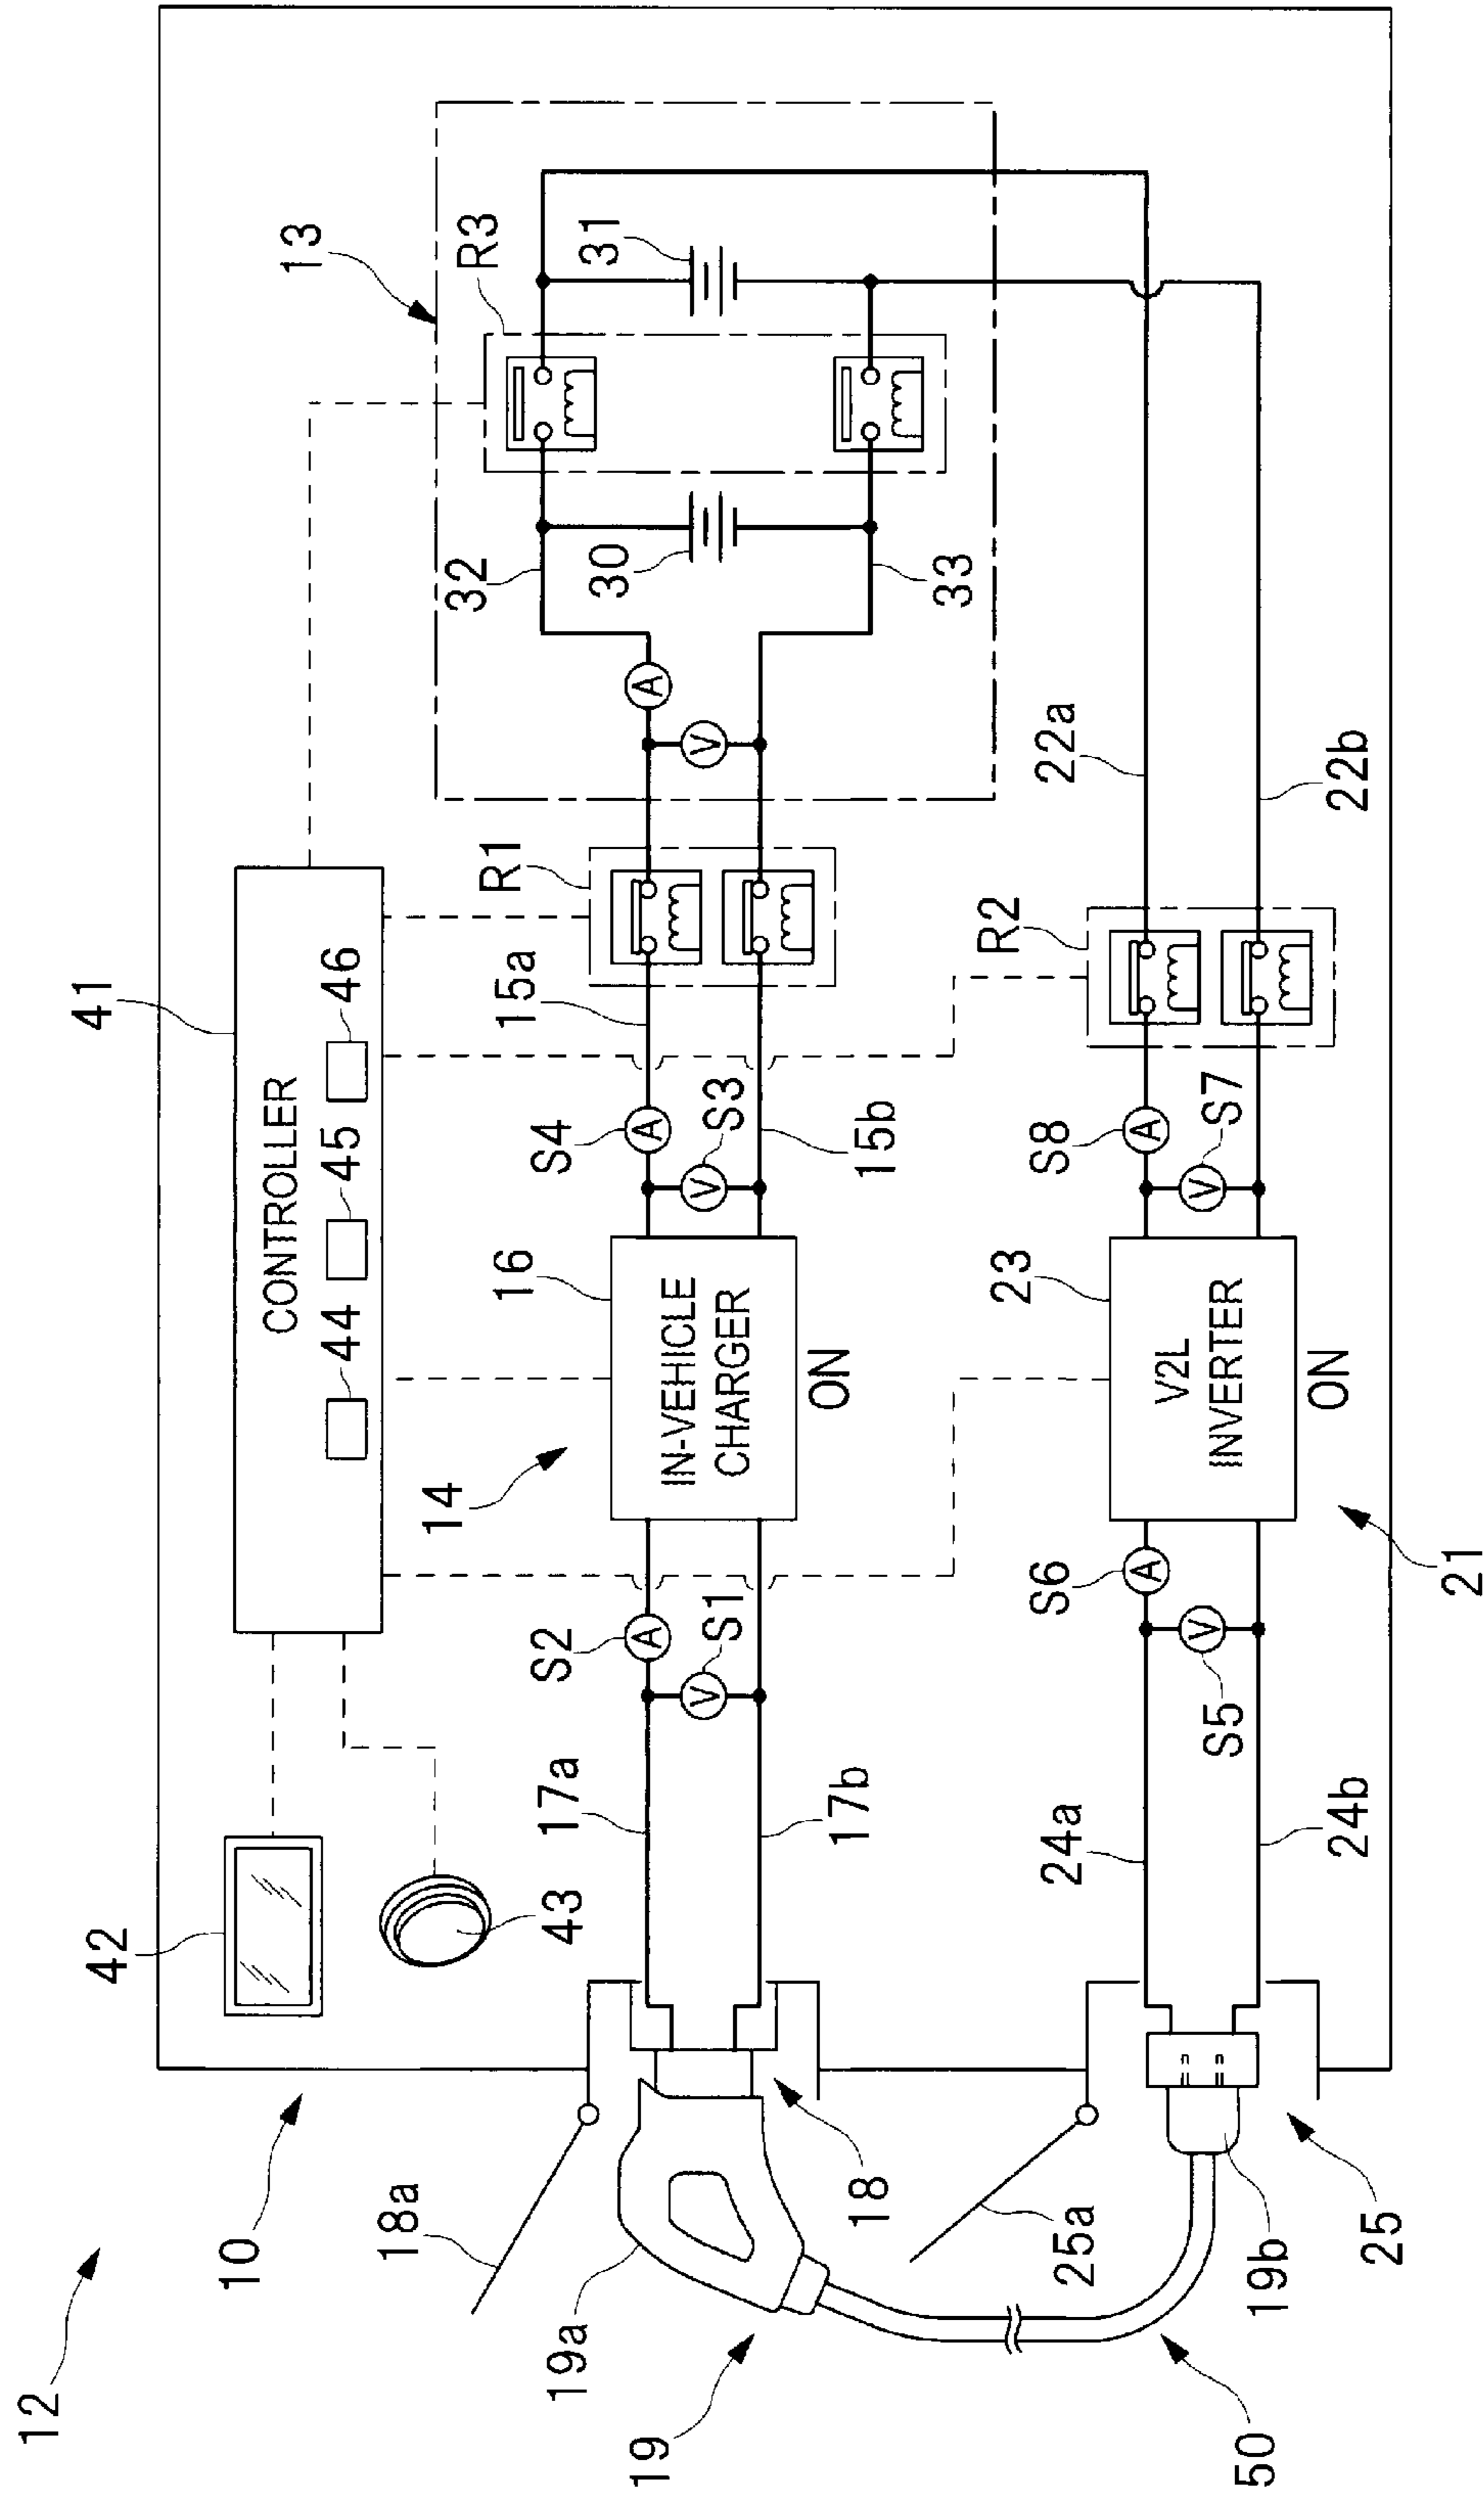 12
10
42
43
41
CONTROLLER
44
45
46
13
R3
31
30
32
33
R1
15a
S4
S3
15b
16
14
IN-VEHICLE
CHARGER
ON
S2
S1
17a
17b
18a
18
19a
19
22a
22b
R2
S8
S7
23
V2L
INVERTER
ON
21
S6
S5
24a
24b
25a
25
19b
50
A
V
A
V
A
V
A
V
A
V